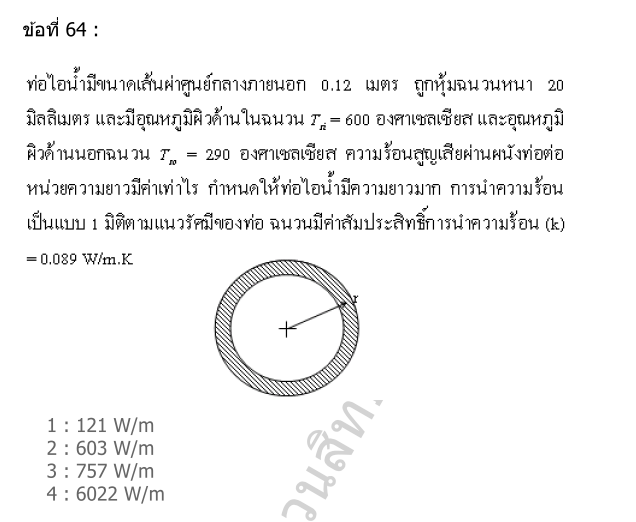 ข้อที่ 64 :
ท่อไอน้ำมีขนาดเส้นผ่าศูนย์กลางภายนอก 0.12 เมตร ถูกหุ้มฉนวนหนา 20
มิลลิเมตร และมีอุณหภูมิผิวด้านในฉนวน Tri = 600 องศาเซลเซียส และอุณหภูมิ
ผิวด้านนอกฉนวน Tro = 290 องศาเซลเซียส ความร้อนสูญเสียผ่านผนังท่อต่อ
หน่วยความยาวมีค่าเท่าไร กำหนดให้ท่อไอน้ำมีความยาวมาก การนำความร้อน
เป็นแบบ 1 มิติตามแนวรัศมีของท่อ ฉนวนมีค่าสัมประสิทธิ์การนำความร้อน (k)
= 0.089 W/m.K
r
1 : 121 W/m
2 : 603 W/m
3 : 757 W/m
4 : 6022 W/m
วนสิท